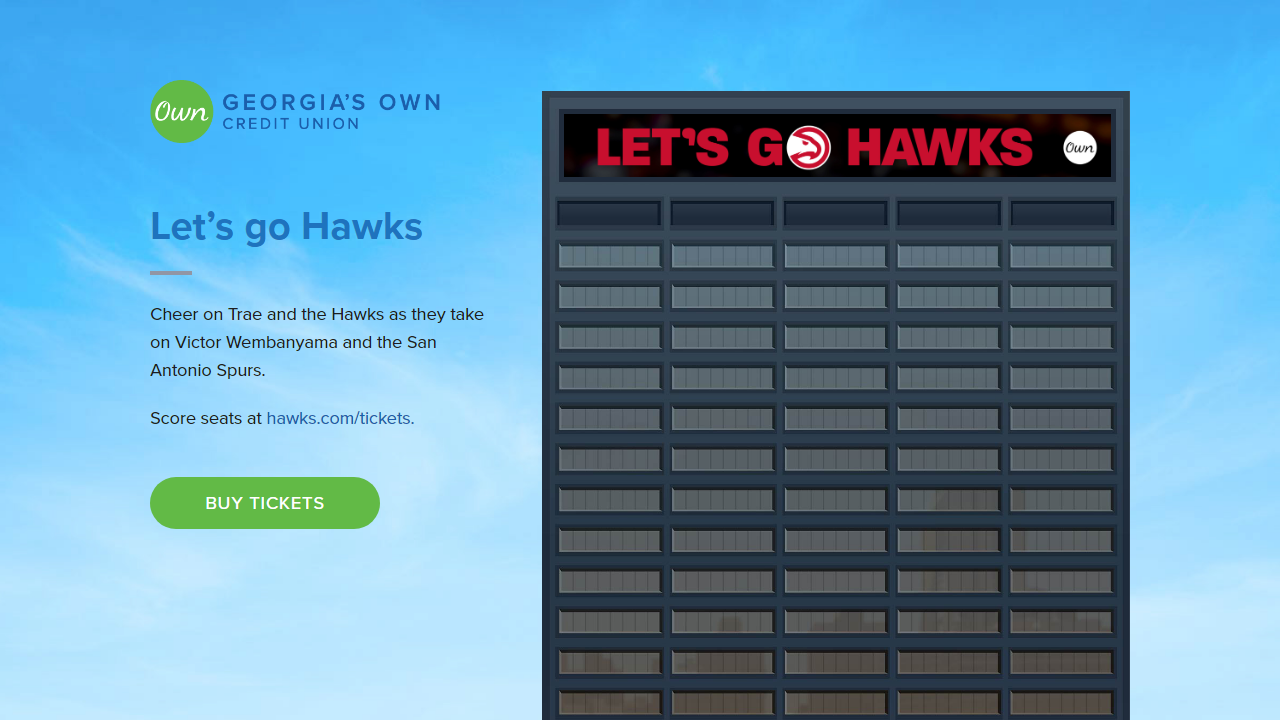 Own
GEORGIA'S OWN
CREDIT UNION
LET'S GO HAWKS
Own
Let's go Hawks
Cheer on Trae and the Hawks as they take
on Victor Wembanyama and the San
Antonio Spurs.
Score seats at hawks.com/tickets.
BUY TICKETS